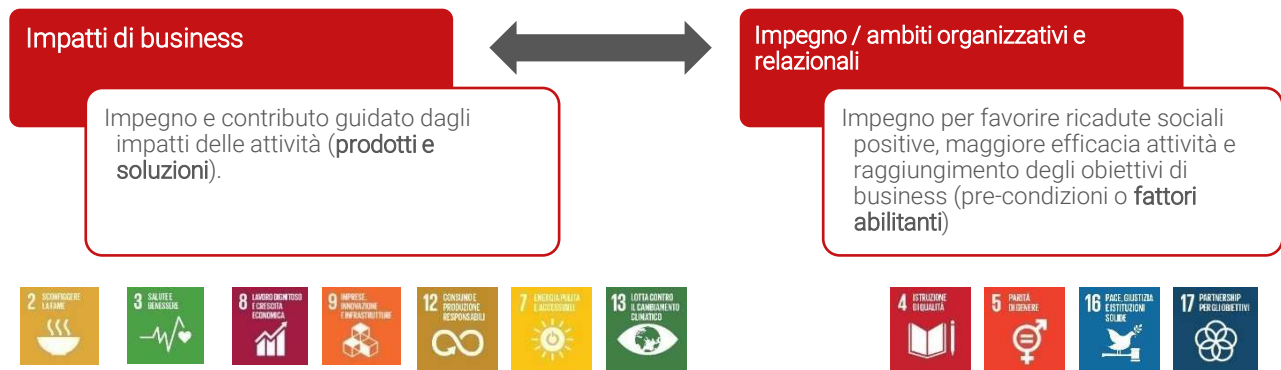 Impatti di business
Impegno e contributo guidato dagli
impatti delle attività (prodotti e
soluzioni).
Impegno / ambiti organizzativi e
relazionali
Impegno per favorire ricadute sociali
positive, maggiore efficacia attività e
raggiungimento degli obiettivi di
business (pre-condizioni o fattori
abilitanti)
2 SCONFIGGERE
LA FAME
3 SALUTE E
BENESSERE
8 LAVORO DIGNITOSO
E CRESCITA
ECONOMICA
9 IMPRESE,
INNOVAZIONE
E INFRASTRUTTURE
12 CONSUMO E
PRODUZIONE
RESPONSABILI
7 ENERGIA PULITA
E ACCESSIBILE
13 LOTTA CONTRO
IL CAMBIAMENTO
CLIMATICO
4 ISTRUZIONE
DI QUALITÀ
5 PARITÀ
DI GENERE
16 PACE, GIUSTIZIA
E ISTITUZIONI
SOLIDE
17 PARTNERSHIP
PER GLI OBIETTIVI